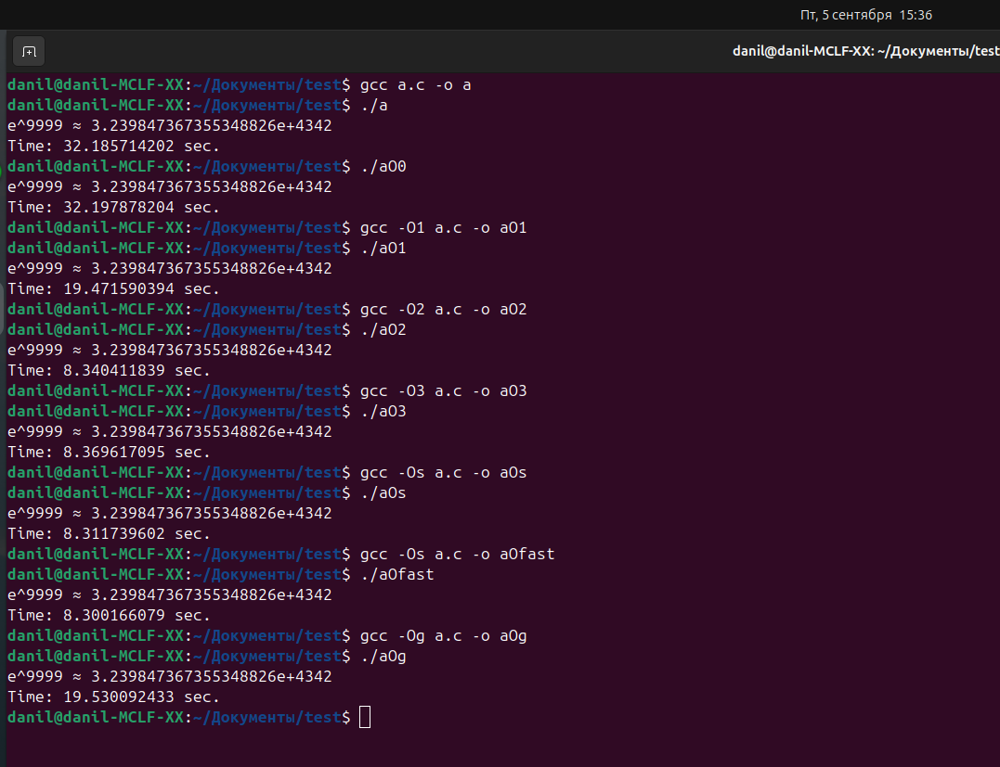 Пт, 5 сентября 15:36
danil@danil-MCLF-XX: ~/Документы/test
danil@danil-MCLF-XX:~/Документы/test$ gcc a.c -o a
danil@danil-MCLF-XX:~/Документы/test$ ./a
e^9999 ≈ 3.239847367355348826e+4342
Time: 32.185714202 sec.
danil@danil-MCLF-XX:~/Документы/test$ ./aO0
e^9999 ≈ 3.239847367355348826e+4342
Time: 32.197878204 sec.
danil@danil-MCLF-XX:~/Документы/test$ gcc -O1 a.c -o aO1
danil@danil-MCLF-XX:~/Документы/test$ ./aO1
e^9999 ≈ 3.239847367355348826e+4342
Time: 19.471590394 sec.
danil@danil-MCLF-XX:~/Документы/test$ gcc -O2 a.c -o aO2
danil@danil-MCLF-XX:~/Документы/test$ ./aO2
e^9999 ≈ 3.239847367355348826e+4342
Time: 8.340411839 sec.
danil@danil-MCLF-XX:~/Документы/test$ gcc -O3 a.c -o aO3
danil@danil-MCLF-XX:~/Документы/test$ ./aO3
e^9999 ≈ 3.239847367355348826e+4342
Time: 8.369617095 sec.
danil@danil-MCLF-XX:~/Документы/test$ gcc -Os a.c -o aOs
danil@danil-MCLF-XX:~/Документы/test$ ./aOs
e^9999 ≈ 3.239847367355348826e+4342
Time: 8.311739602 sec.
danil@danil-MCLF-XX:~/Документы/test$ gcc -Os a.c -o aOfast
danil@danil-MCLF-XX:~/Документы/test$ ./aOfast
e^9999 ≈ 3.239847367355348826e+4342
Time: 8.300166079 sec.
danil@danil-MCLF-XX:~/Документы/test$ gcc -Og a.c -o aOg
danil@danil-MCLF-XX:~/Документы/test$ ./aOg
e^9999 ≈ 3.239847367355348826e+4342
Time: 19.530092433 sec.
danil@danil-MCLF-XX:~/Документы/test$